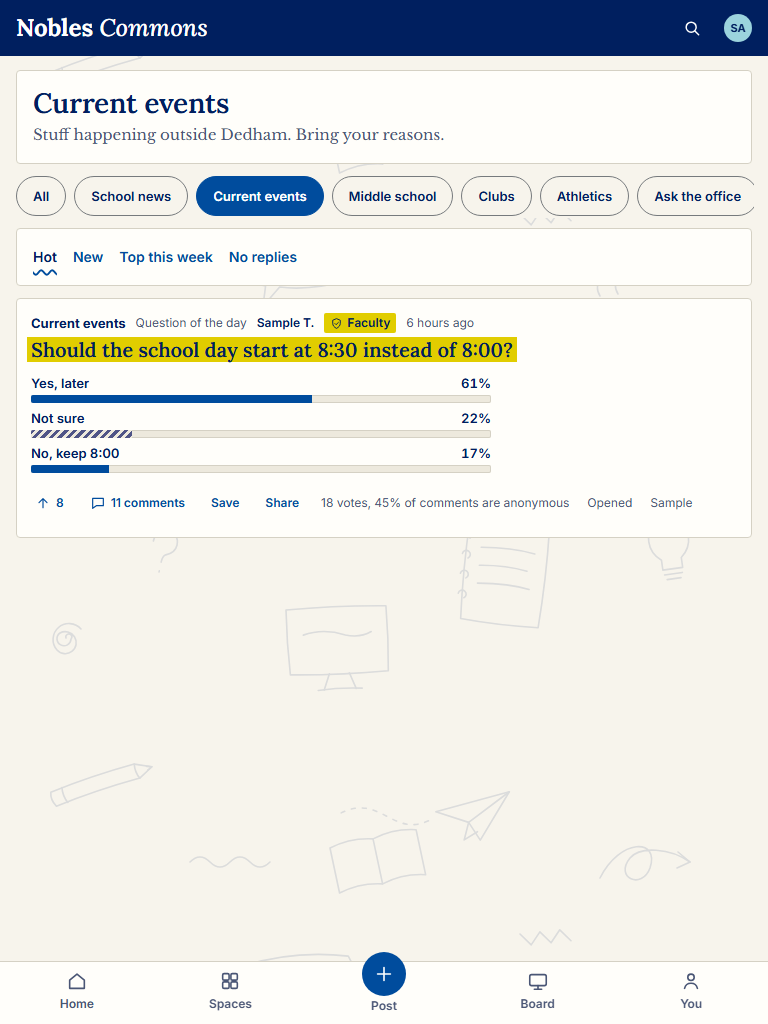 Nobles Commons
SA
Current events
Stuff happening outside Dedham. Bring your reasons.
All School news Current events Middle school Clubs Athletics Ask the office
Hot New Top this week No replies
Current events Question of the day Sample T. Faculty 6 hours ago
Should the school day start at 8:30 instead of 8:00?
Yes, later 61%
Not sure 22%
No, keep 8:00 17%
8 11 comments Save Share 18 votes, 45% of comments are anonymous Opened Sample
Home Spaces Post Board You